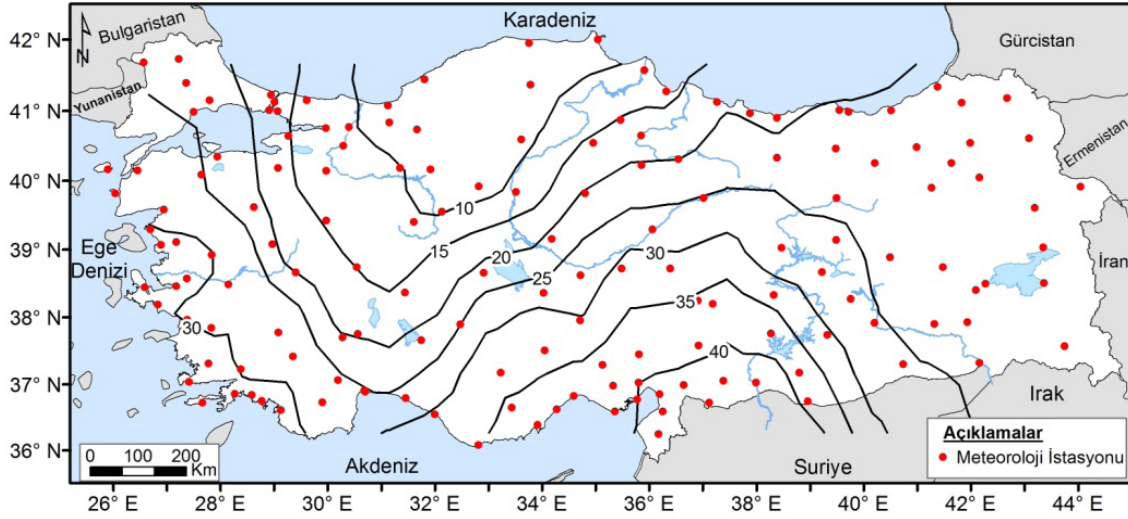 Karadeniz
Bulgaristan
Gürcistan
Yunanistan
Ermenistan
Ege
Denizi
İran
Irak
Akdeniz
Suriye
42° N
41° N
40° N
39° N
38° N
37° N
36° N
N
10
15
20
25
30
35
40
30
0 50 100 200
Km
Açıklamalar
Meteoroloji İstasyonu
26° E 28° E 30° E 32° E 34° E 36° E 38° E 40° E 42° E 44° E